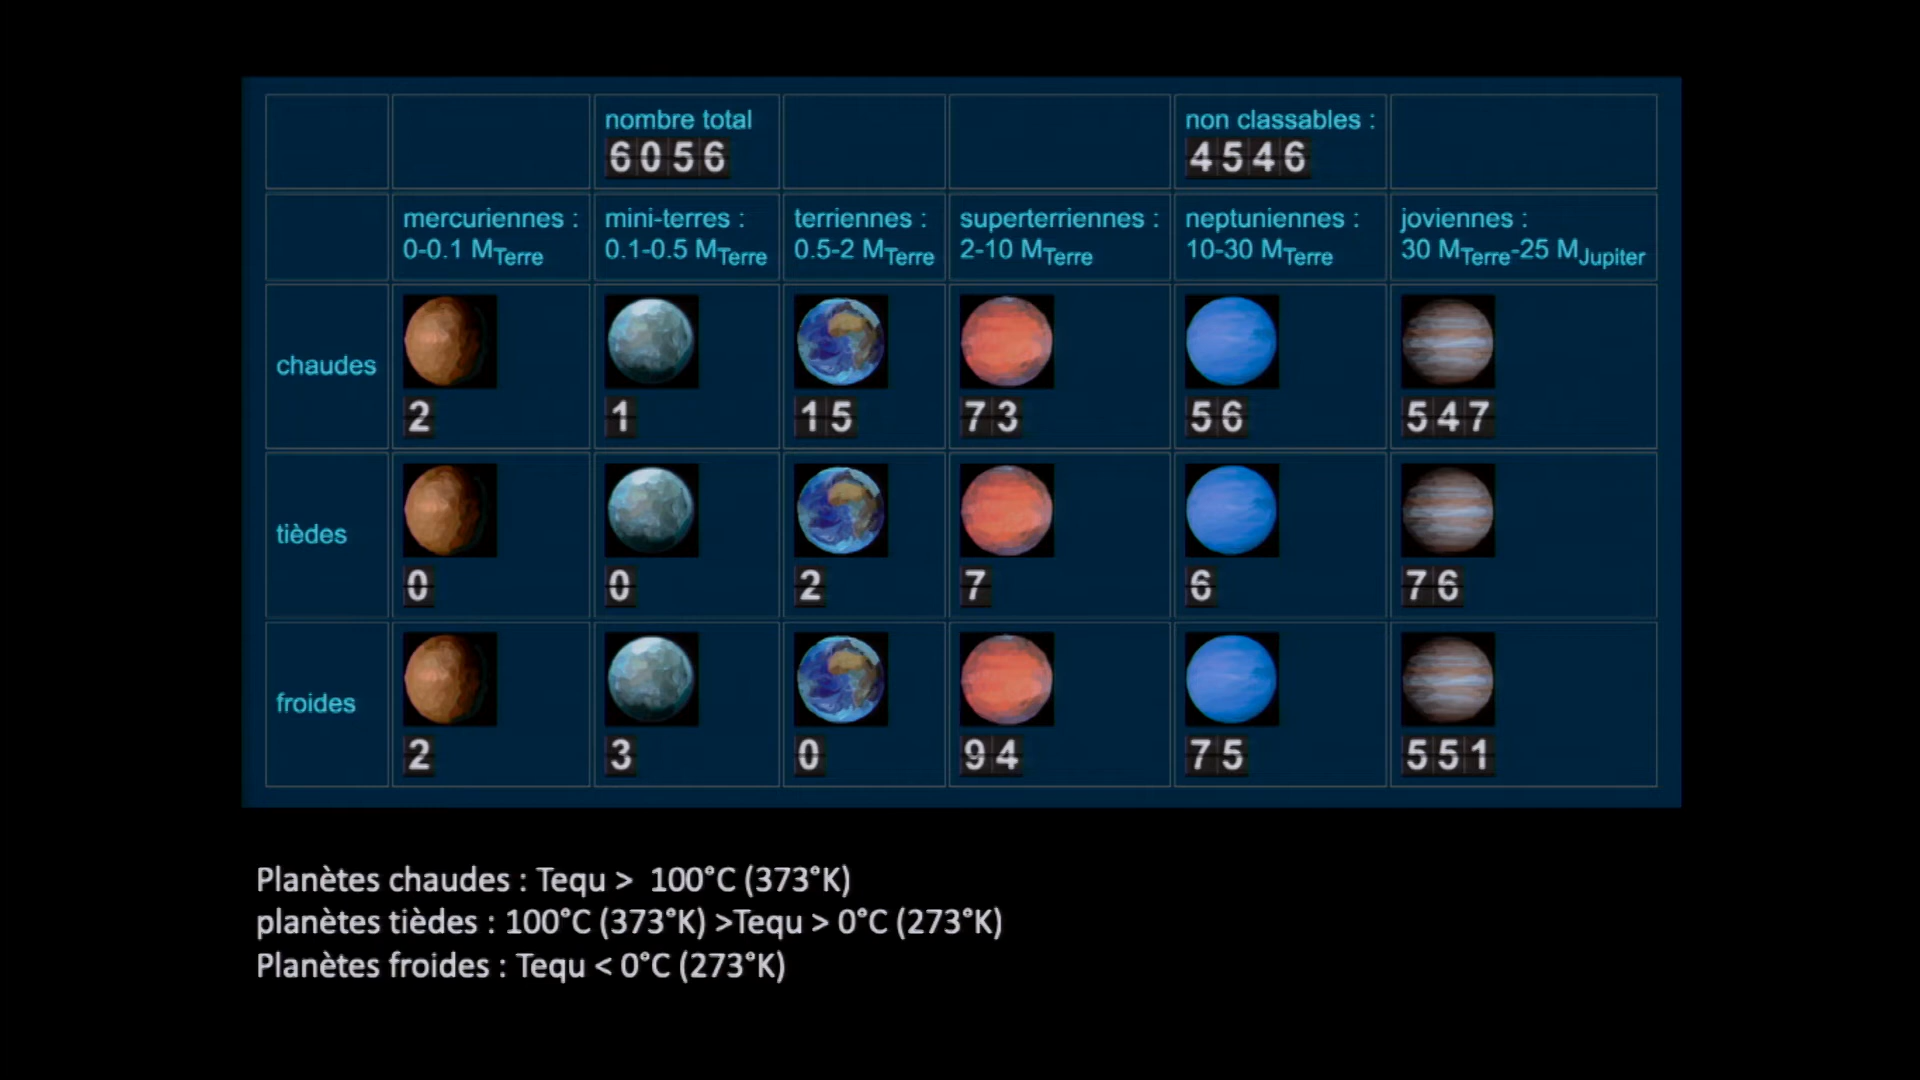 nombre total
6056
non classables :
4546
mercuriennes :
0-0.1 MTerre
mini-terres :
0.1-0.5 MTerre
terriennes :
0.5-2 MTerre
superterriennes :
2-10 MTerre
neptuniennes :
10-30 MTerre
joviennes :
30 MTerre-25 MJupiter
chaudes
2
1
15
73
56
547
tièdes
0
0
2
7
6
76
froides
2
3
0
94
75
551
Planètes chaudes : Tequ > 100°C (373°K)
planètes tièdes : 100°C (373°K) >Tequ > 0°C (273°K)
Planètes froides : Tequ < 0°C (273°K)